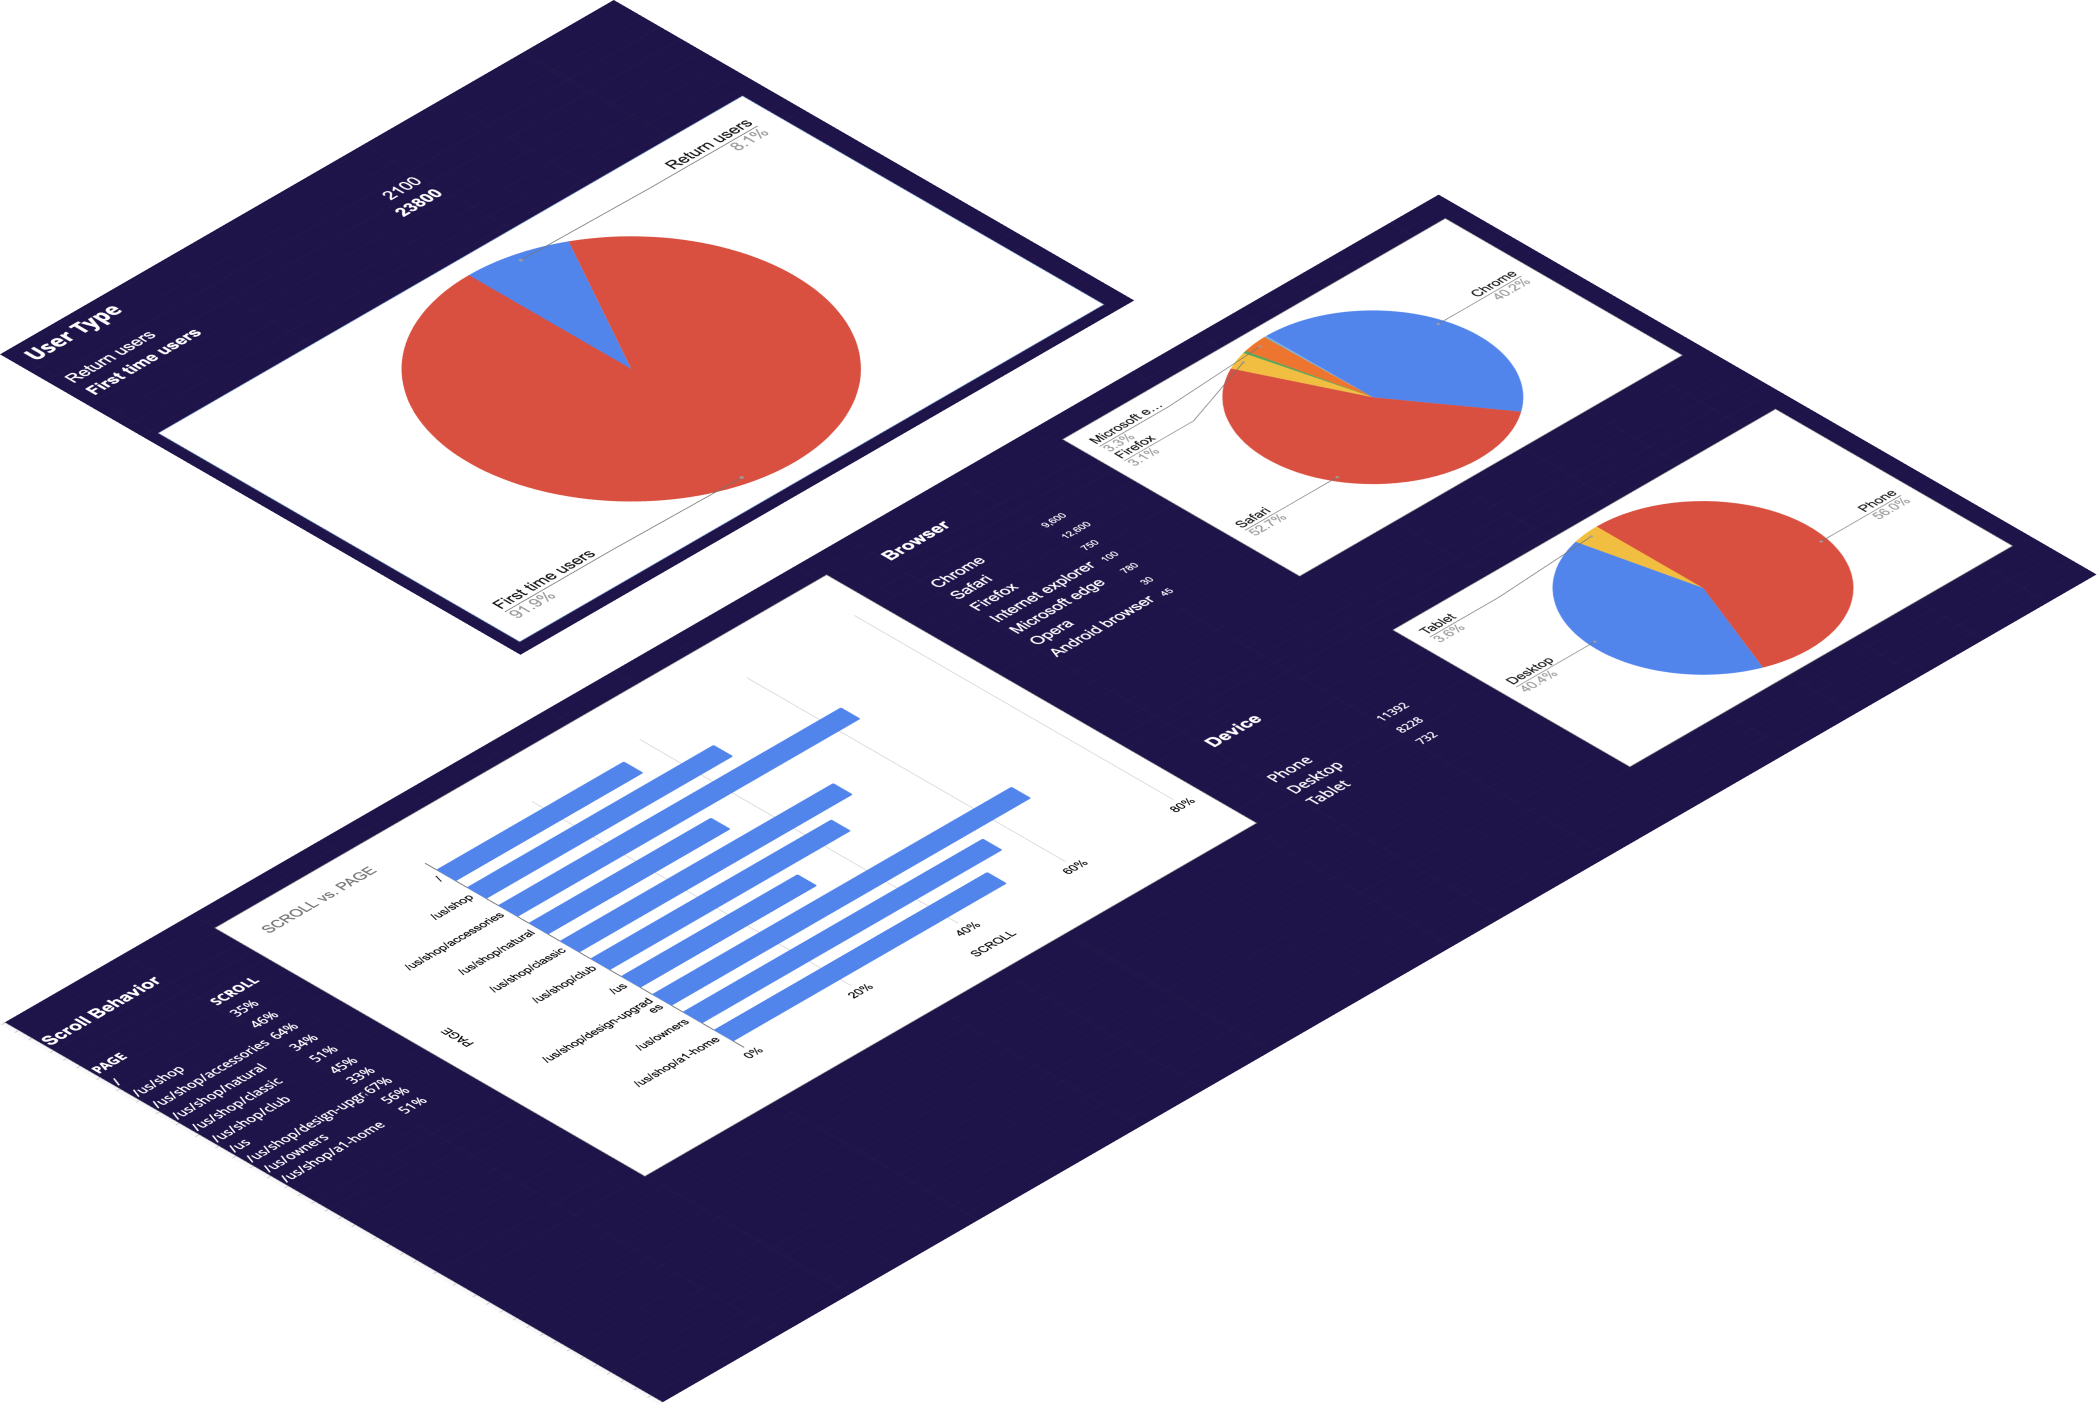 User Type
Return users 2100
First time users 23800
Return users
8.1%
First time users
91.9%
Scroll Behavior
PAGE SCROLL
/ 35%
/us/shop 46%
/us/shop/accessories 64%
/us/shop/natural 34%
/us/shop/classic 51%
/us/shop/club 45%
/us 33%
/us/shop/design-upgr 67%
/us/owners 56%
/us/shop/a1-home 51%
SCROLL vs. PAGE
/
/us/shop
/us/shop/accessories
/us/shop/natural
/us/shop/classic
/us/shop/club
/us
/us/shop/design-upgrad
es
/us/owners
/us/shop/a1-home
PAGE
0%
20%
40%
60%
80%
SCROLL
Browser
Chrome 9,600
Safari 12,600
Firefox 750
Internet explorer 100
Microsoft edge 780
Opera 30
Android browser 45
Chrome
40.2%
Microsoft e...
3.3%
Firefox
3.1%
Safari
52.7%
Device
Phone 11392
Desktop 8228
Tablet 732
Phone
56.0%
Tablet
3.6%
Desktop
40.4%